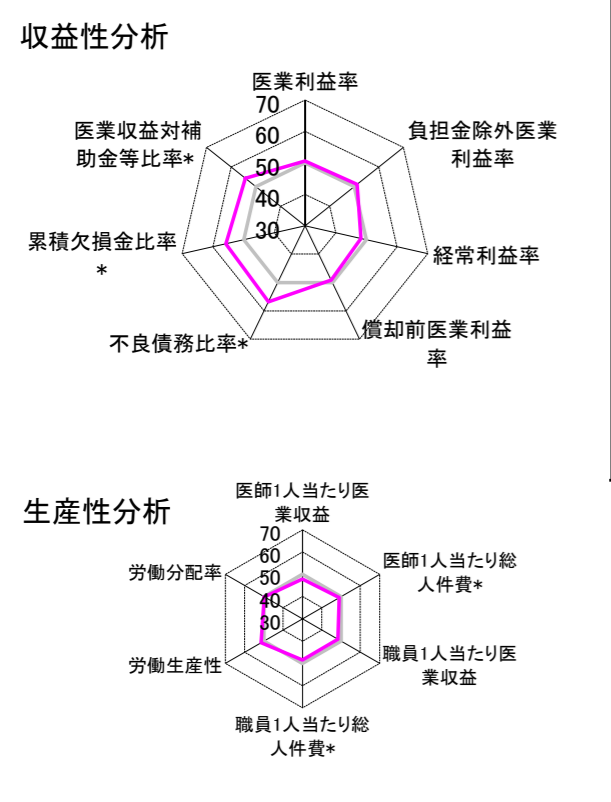 収益性分析
医業利益率
70
60
50
40
30
負担金除外医業
利益率
経常利益率
償却前医業利益
率
不良債務比率*
累積欠損金比率
*
医業収益対補
助金等比率*
生産性分析
医師1人当たり医
業収益
70
60
50
40
30
医師1人当たり総
人件費*
職員1人当たり医
業収益
職員1人当たり総
人件費*
労働生産性
労働分配率